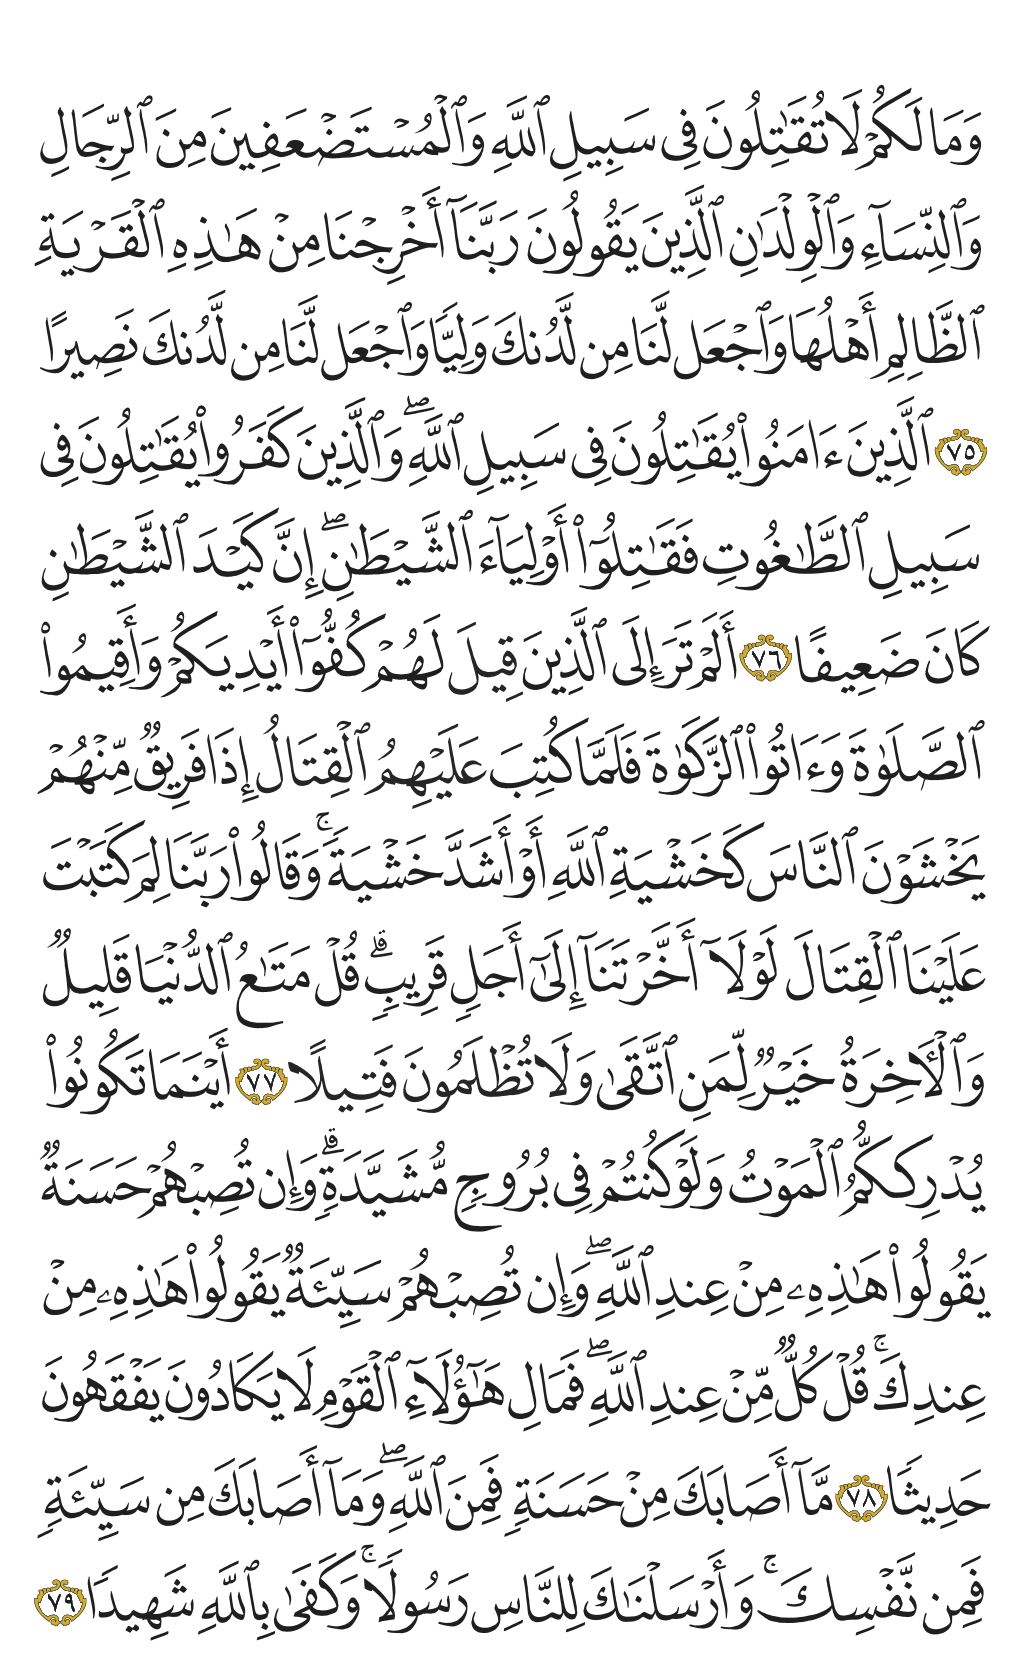 وَمَا لَكُمْ لَا تُقَـٰتِلُونَ فِى سَبِيلِ ٱللَّهِ وَٱلْمُسْتَضْعَفِينَ مِنَ ٱلرِّجَالِ
وَٱلنِّسَآءِ وَٱلْوِلْدَٰنِ ٱلَّذِينَ يَقُولُونَ رَبَّنَآ أَخْرِجْنَا مِنْ هَـٰذِهِ ٱلْقَرْيَةِ
ٱلظَّالِمِ أَهْلُهَا وَٱجْعَل لَّنَا مِن لَّدُنكَ وَلِيًّا وَٱجْعَل لَّنَا مِن لَّدُنكَ نَصِيرًا
٧٥ ٱلَّذِينَ ءَامَنُوا۟ يُقَـٰتِلُونَ فِى سَبِيلِ ٱللَّهِ ۖ وَٱلَّذِينَ كَفَرُوا۟ يُقَـٰتِلُونَ فِى
سَبِيلِ ٱلطَّـٰغُوتِ فَقَـٰتِلُوٓا۟ أَوْلِيَآءَ ٱلشَّيْطَـٰنِ ۖ إِنَّ كَيْدَ ٱلشَّيْطَـٰنِ
كَانَ ضَعِيفًا ٧٦ أَلَمْ تَرَ إِلَى ٱلَّذِينَ قِيلَ لَهُمْ كُفُّوٓا۟ أَيْدِيَكُمْ وَأَقِيمُوا۟
ٱلصَّلَوٰةَ وَءَاتُوا۟ ٱلزَّكَوٰةَ فَلَمَّا كُتِبَ عَلَيْهِمُ ٱلْقِتَالُ إِذَا فَرِيقٌ مِّنْهُمْ
يَخْشَوْنَ ٱلنَّاسَ كَخَشْيَةِ ٱللَّهِ أَوْ أَشَدَّ خَشْيَةً ۚ وَقَالُوا۟ رَبَّنَا لِمَ كَتَبْتَ
عَلَيْنَا ٱلْقِتَالَ لَوْلَآ أَخَّرْتَنَآ إِلَىٰٓ أَجَلٍ قَرِيبٍ ۗ قُلْ مَتَـٰعُ ٱلدُّنْيَا قَلِيلٌ
وَٱلْـَٔاخِرَةُ خَيْرٌ لِّمَنِ ٱتَّقَىٰ وَلَا تُظْلَمُونَ فَتِيلًا ٧٧ أَيْنَمَا تَكُونُوا۟
يُدْرِككُّمُ ٱلْمَوْتُ وَلَوْ كُنتُمْ فِى بُرُوجٍ مُّشَيَّدَةٍ ۗ وَإِن تُصِبْهُمْ حَسَنَةٌ
يَقُولُوا۟ هَـٰذِهِۦ مِنْ عِندِ ٱللَّهِ ۖ وَإِن تُصِبْهُمْ سَيِّئَةٌ يَقُولُوا۟ هَـٰذِهِۦ مِنْ
عِندِكَ ۚ قُلْ كُلٌّ مِّنْ عِندِ ٱللَّهِ ۖ فَمَالِ هَـٰٓؤُلَآءِ ٱلْقَوْمِ لَا يَكَادُونَ يَفْقَهُونَ
حَدِيثًا ٧٨ مَّآ أَصَابَكَ مِنْ حَسَنَةٍ فَمِنَ ٱللَّهِ ۖ وَمَآ أَصَابَكَ مِن سَيِّئَةٍ
فَمِن نَّفْسِكَ ۚ وَأَرْسَلْنَـٰكَ لِلنَّاسِ رَسُولًا ۚ وَكَفَىٰ بِٱللَّهِ شَهِيدًا ٧٩